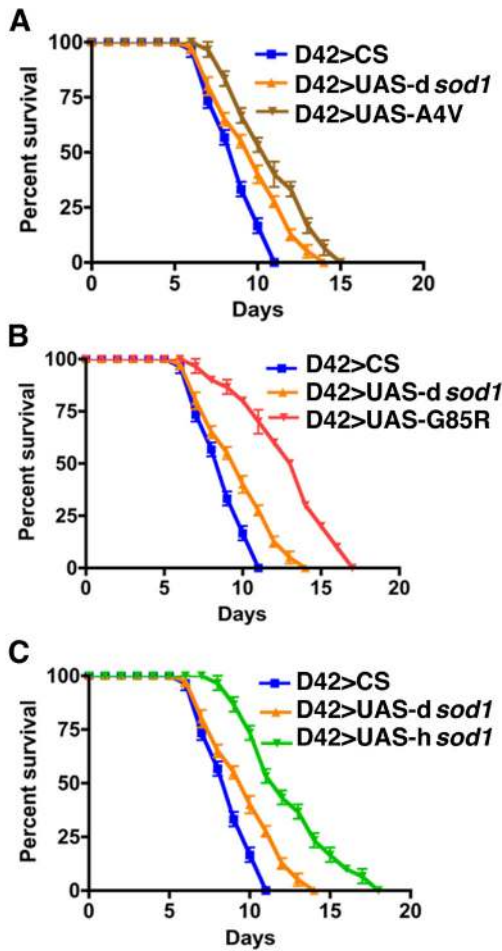 A
D42>CS
D42>UAS-d sod1
D42>UAS-A4V
Percent survival
100
75
50
25
0
0 5 10 15 20
Days
B
D42>CS
D42>UAS-d sod1
D42>UAS-G85R
Percent survival
100
75
50
25
0
0 5 10 15 20
Days
C
D42>CS
D42>UAS-d sod1
D42>UAS-h sod1
Percent survival
100
75
50
25
0
0 5 10 15 20
Days